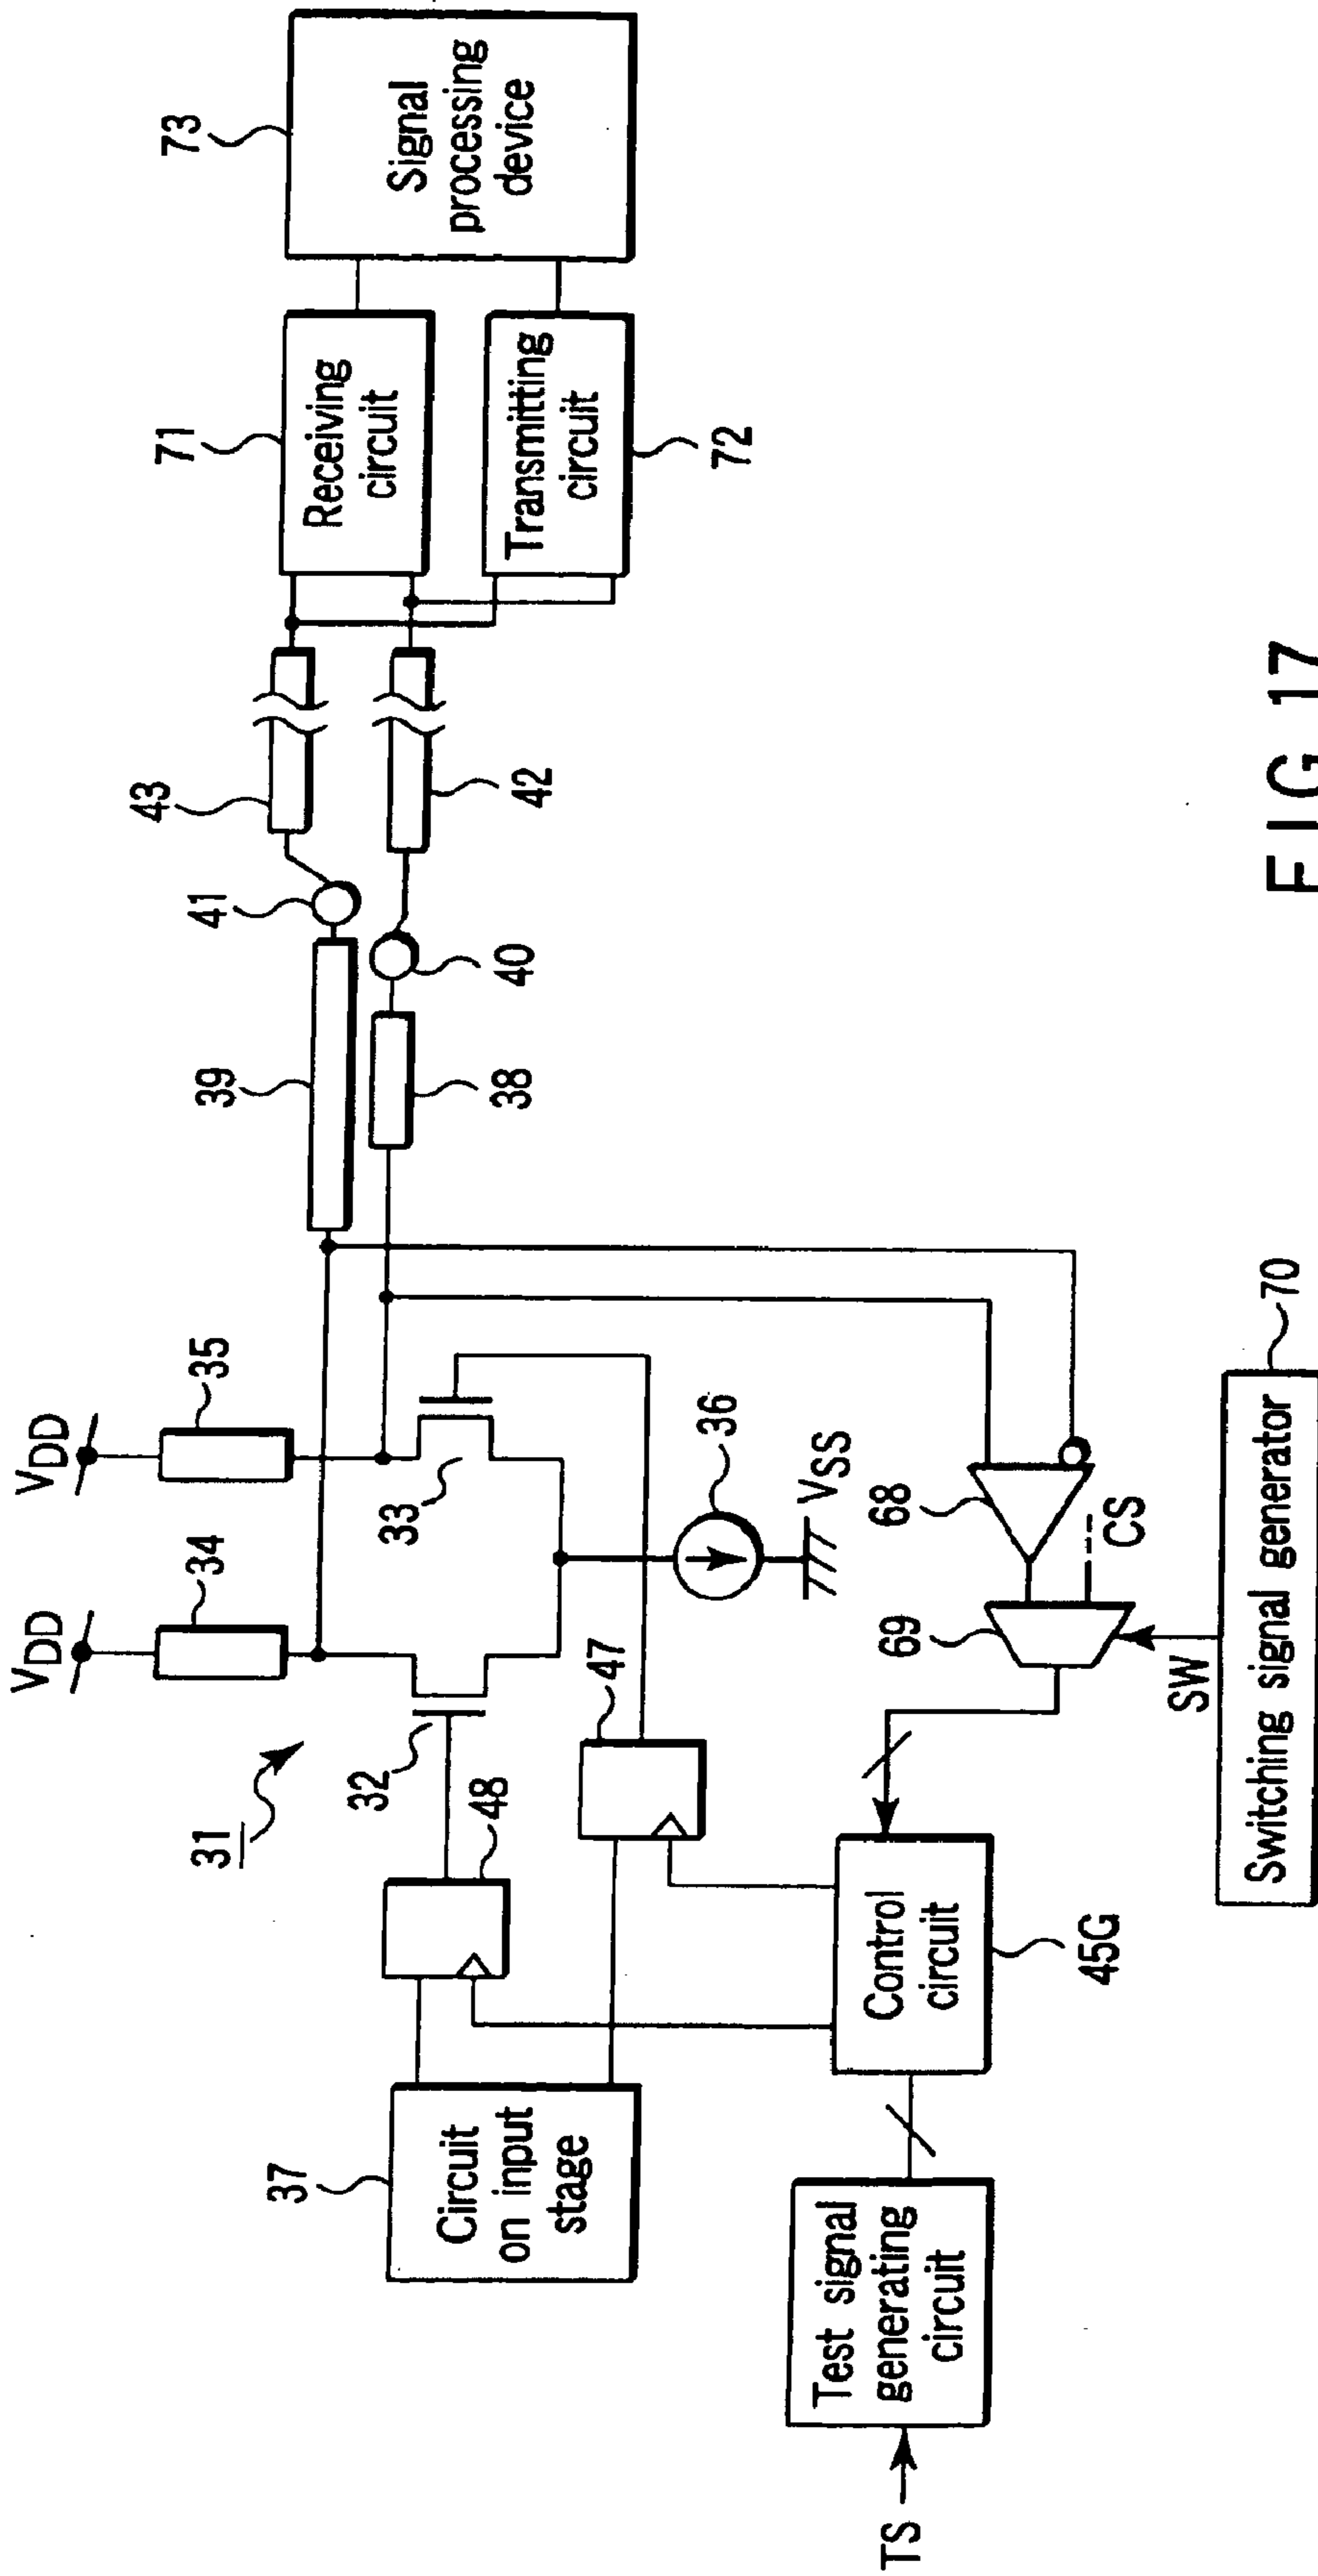 73
Signal
processing
device
71
Receiving
circuit
Transmitting
circuit
72
43
42
41
40
39
38
VDD
35
VDD
34
33
36
VSS
31
32
48
47
68
CS
69
SW
70
Switching signal generator
37
Circuit
on input
stage
Control
circuit
45G
Test signal
generating
circuit
TS
FIG. 17